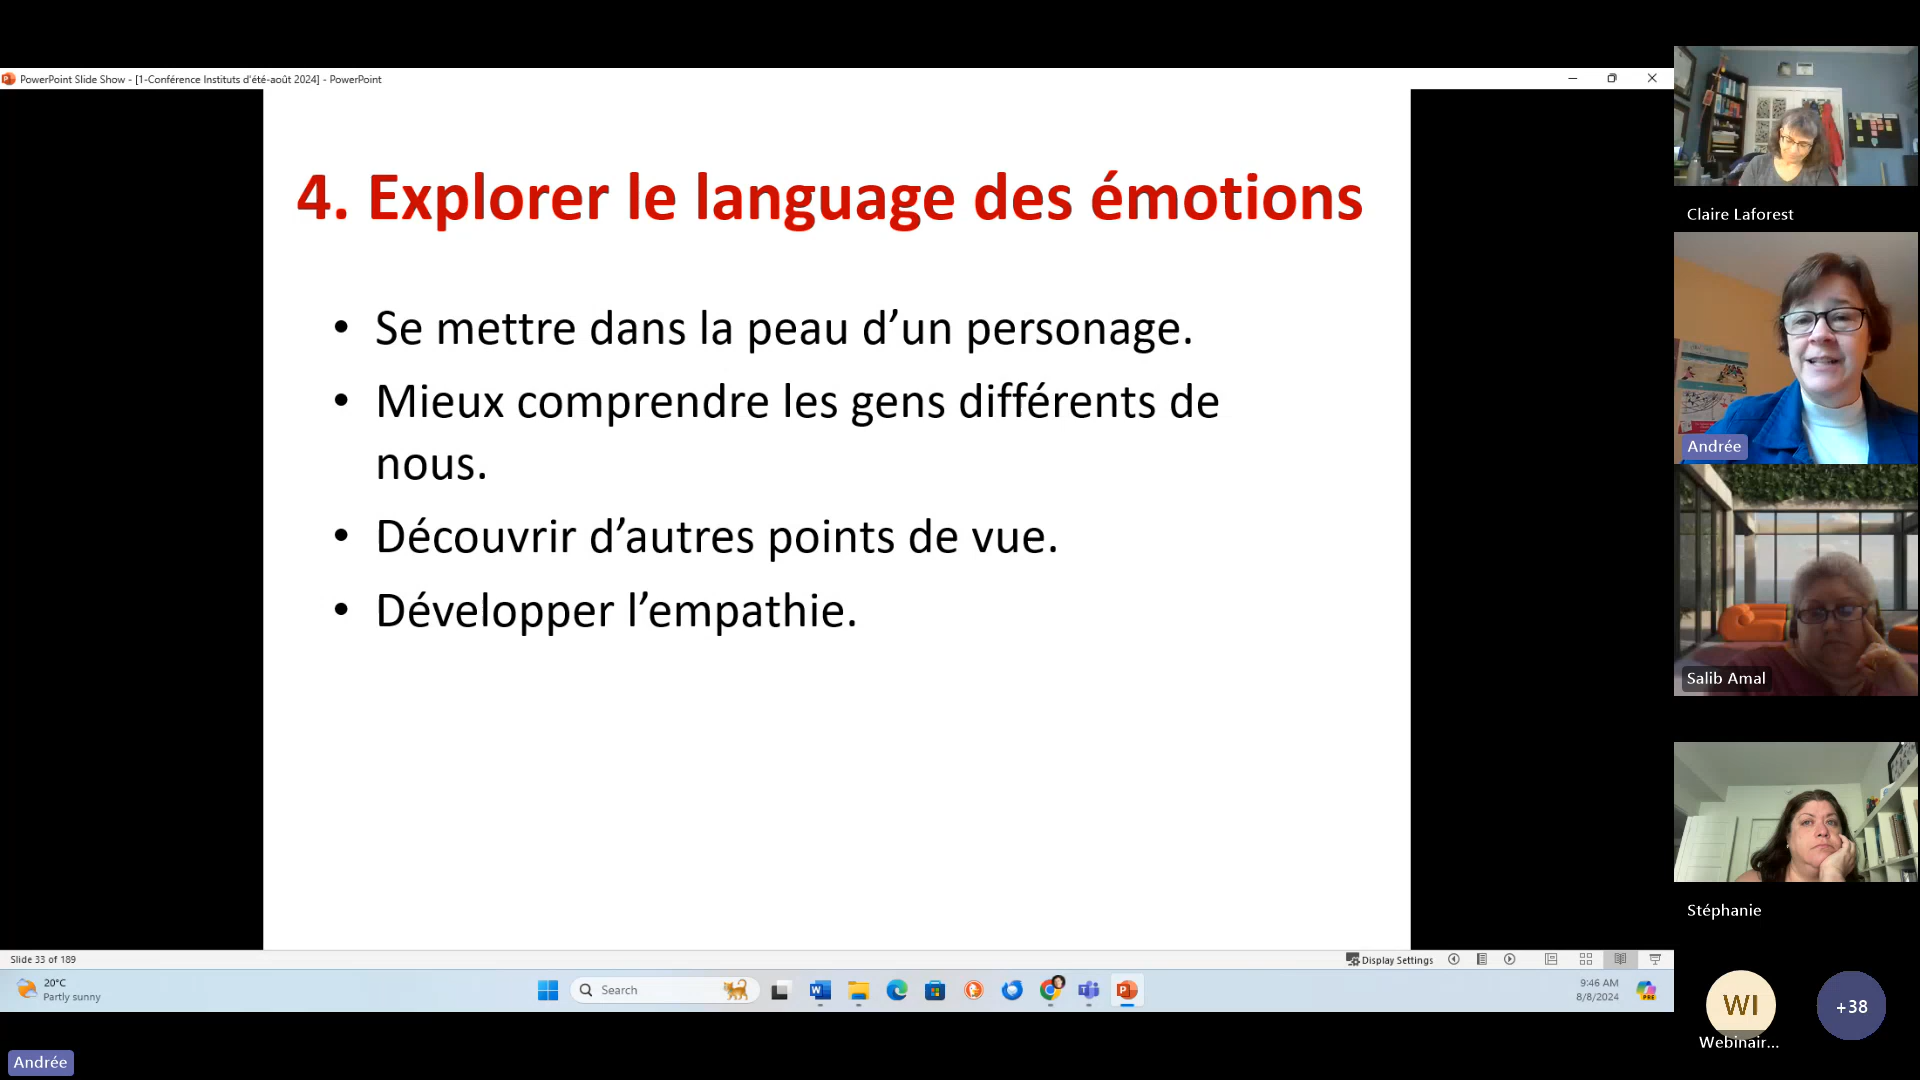 PowerPoint Slide Show - [1-Conférence Instituts d'été-août 2024] - PowerPoint
4. Explorer le language des émotions
• Se mettre dans la peau d’un personage.
• Mieux comprendre les gens différents de
nous.
• Découvrir d’autres points de vue.
• Développer l’empathie.
Slide 33 of 189
Display Settings
20°C
Partly sunny
Search
9:46 AM
8/8/2024
Andrée
Claire Laforest
Andrée
Salib Amal
Stéphanie
WI
+38
Webinair...